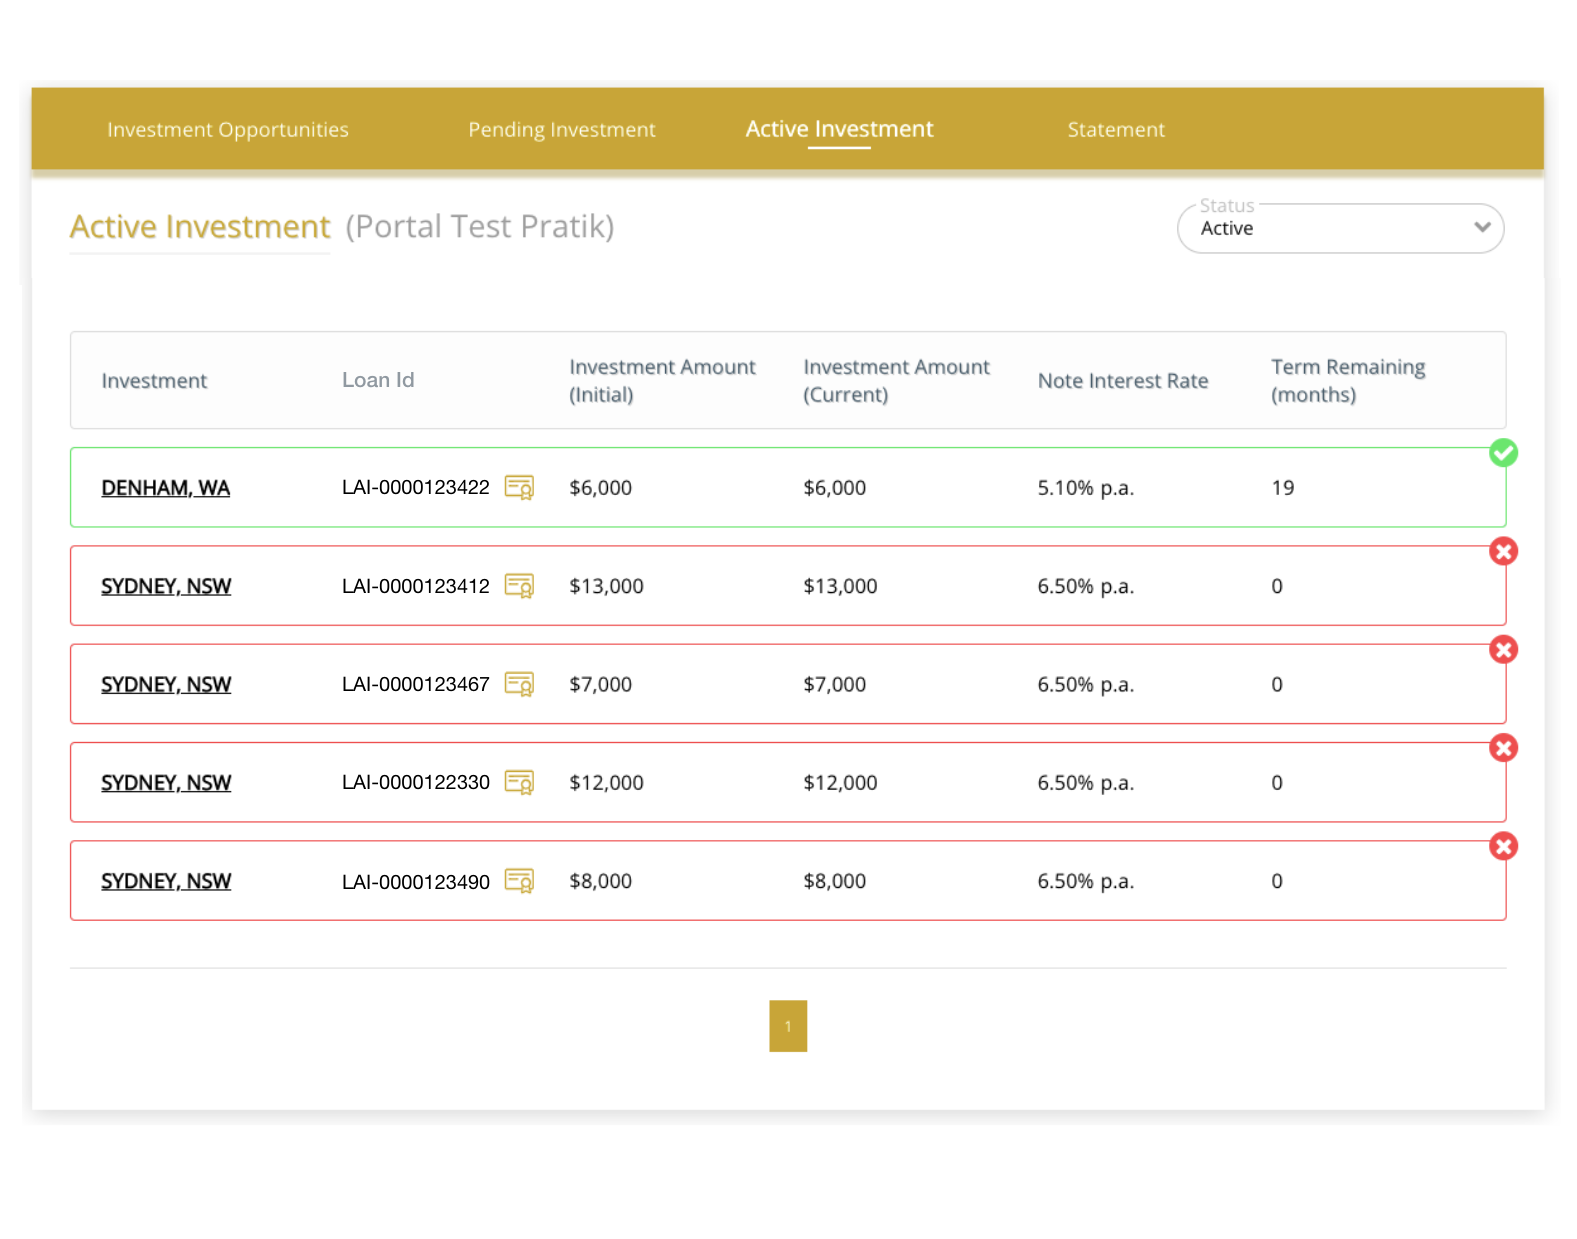 Investment Opportunities Pending Investment Active Investment Statement
Active Investment (Portal Test Pratik)
Status
Active
Investment Loan Id Investment Amount (Initial) Investment Amount (Current) Note Interest Rate Term Remaining (months)
DENHAM, WA LAI-0000123422 $6,000 $6,000 5.10% p.a. 19
SYDNEY, NSW LAI-0000123412 $13,000 $13,000 6.50% p.a. 0
SYDNEY, NSW LAI-0000123467 $7,000 $7,000 6.50% p.a. 0
SYDNEY, NSW LAI-0000122330 $12,000 $12,000 6.50% p.a. 0
SYDNEY, NSW LAI-0000123490 $8,000 $8,000 6.50% p.a. 0
1